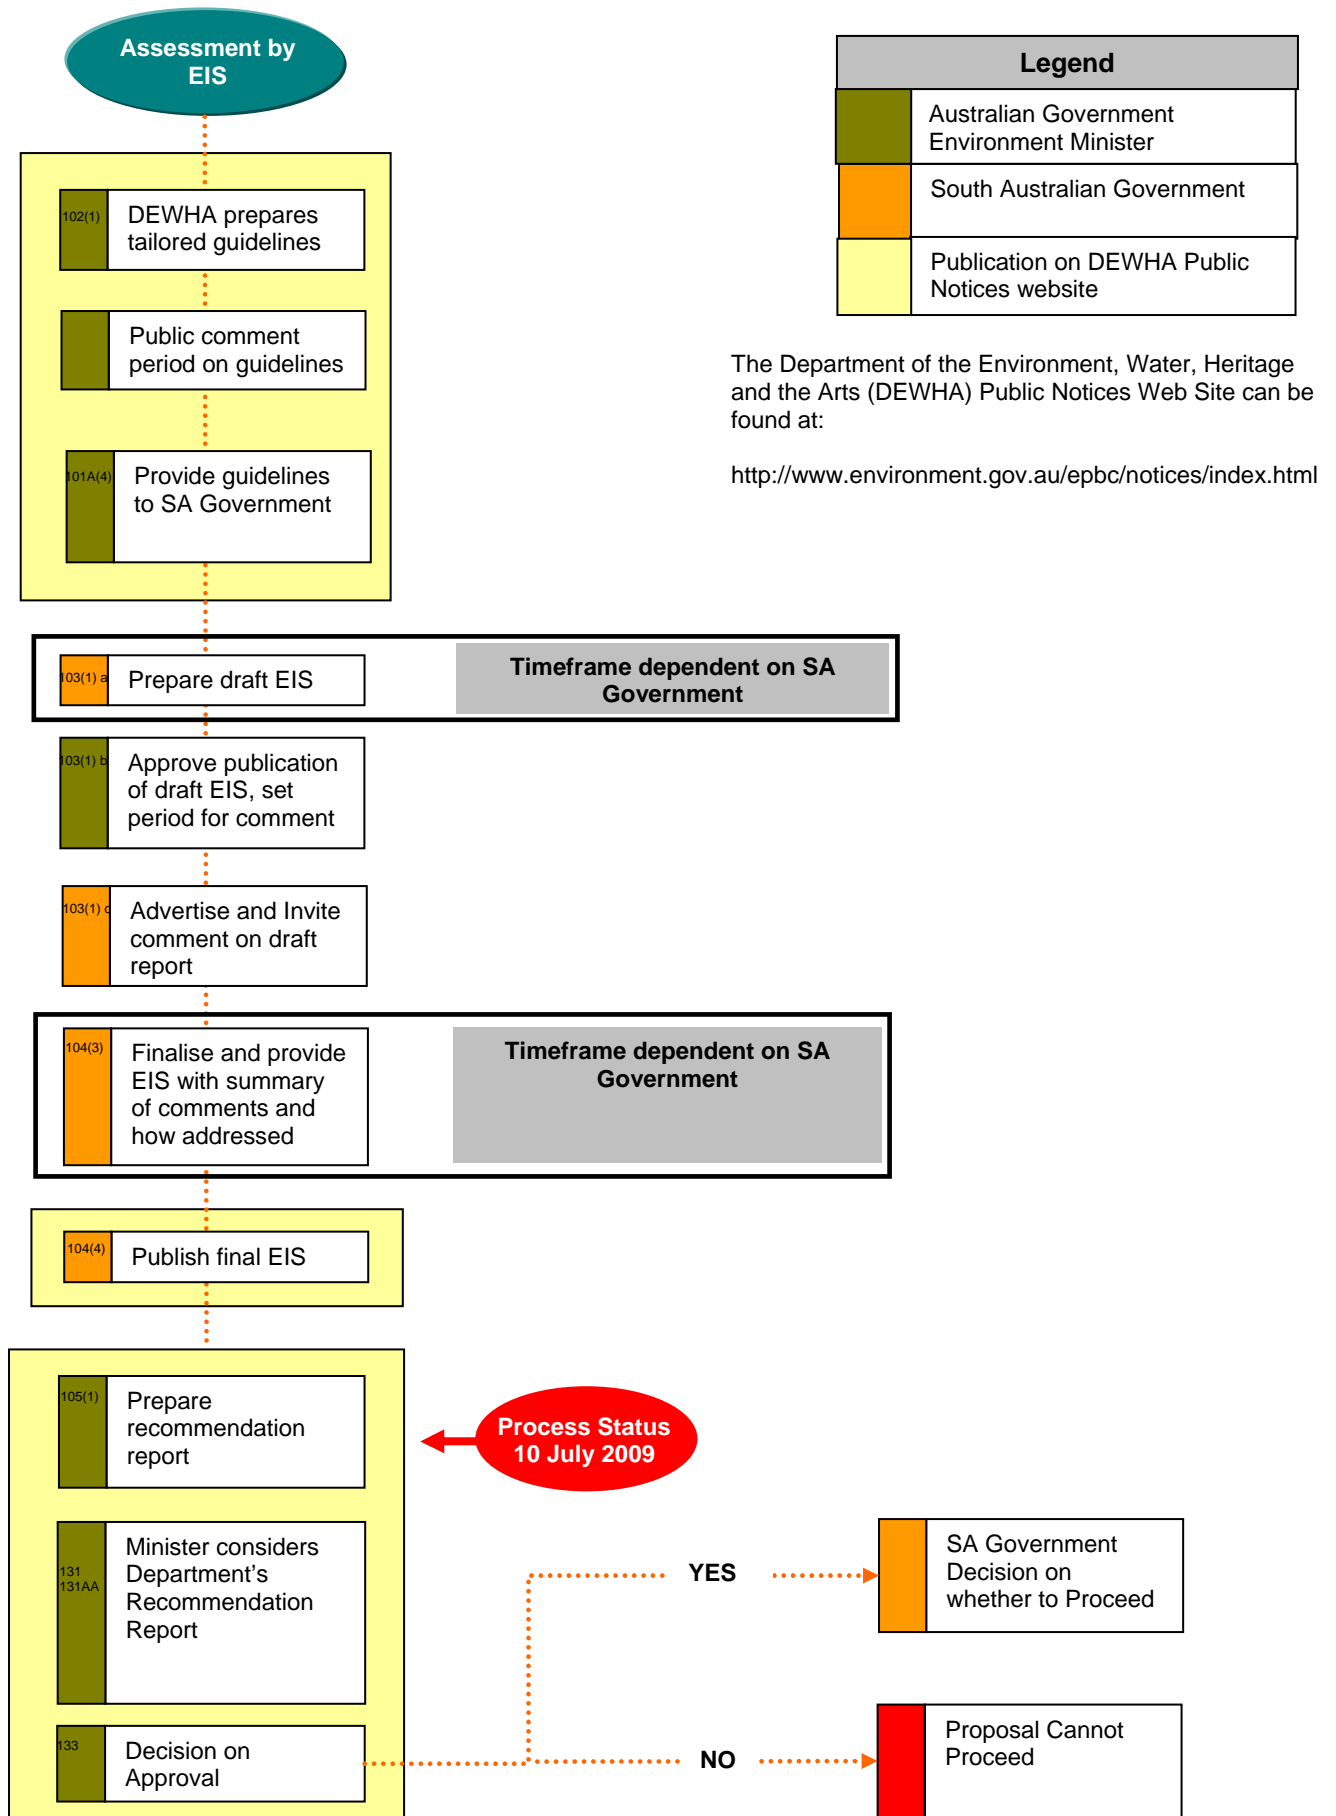 Assessment by
EIS
Legend
Australian Government
Environment Minister
South Australian Government
Publication on DEWHA Public
Notices website
The Department of the Environment, Water, Heritage
and the Arts (DEWHA) Public Notices Web Site can be
found at:
http://www.environment.gov.au/epbc/notices/index.html
102(1)
DEWHA prepares
tailored guidelines
Public comment
period on guidelines
101A(4)
Provide guidelines
to SA Government
103(1) a
Prepare draft EIS
Timeframe dependent on SA
Government
103(1) b
Approve publication
of draft EIS, set
period for comment
103(1) c
Advertise and Invite
comment on draft
report
104(3)
Finalise and provide
EIS with summary
of comments and
how addressed
Timeframe dependent on SA
Government
104(4)
Publish final EIS
105(1)
Prepare
recommendation
report
Process Status
10 July 2009
131
131AA
Minister considers
Department's
Recommendation
Report
YES
SA Government
Decision on
whether to Proceed
133
Decision on
Approval
NO
Proposal Cannot
Proceed